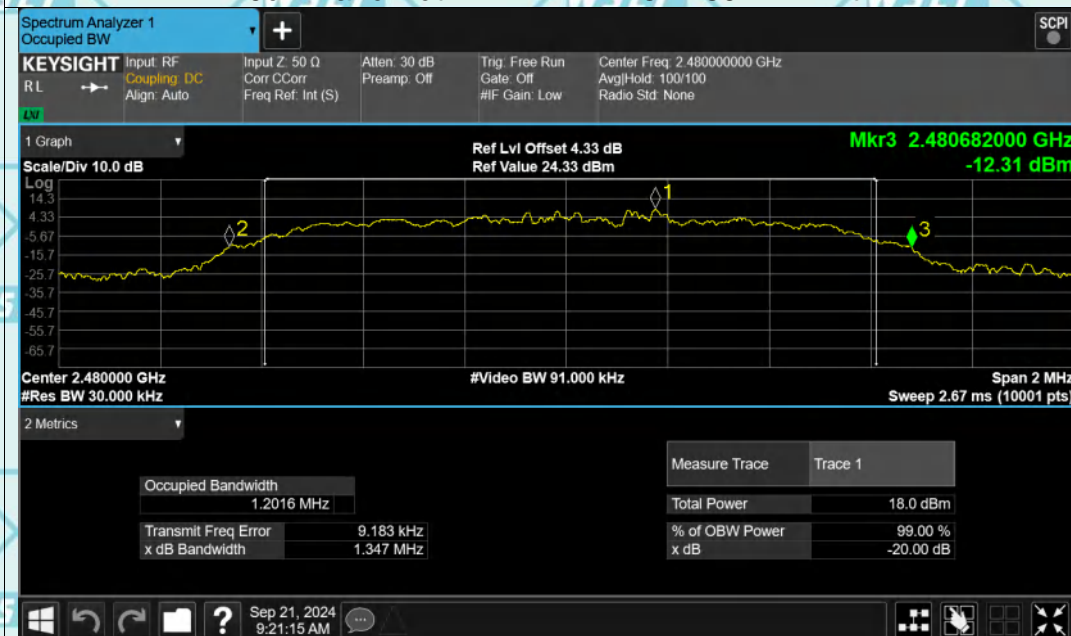 Spectrum Analyzer 1
Occupied BW
+
SCPI
KEYSIGHT
RL
LXI
Input: RF
Coupling: DC
Align: Auto
Input Z: 50 Ω
Corr CCorr
Freq Ref: Int (S)
Atten: 30 dB
Preamp: Off
Trig: Free Run
Gate: Off
#IF Gain: Low
Center Freq: 2.480000000 GHz
Avg|Hold: 100/100
Radio Std: None
1 Graph
Scale/Div 10.0 dB
Ref Lvl Offset 4.33 dB
Ref Value 24.33 dBm
Mkr3 2.480682000 GHz
-12.31 dBm
Log
14.3
4.33
-5.67
-15.7
-25.7
-35.7
-45.7
-55.7
-65.7
1
2
3
Center 2.480000 GHz
#Res BW 30.000 kHz
#Video BW 91.000 kHz
Span 2 MHz
Sweep 2.67 ms (10001 pts)
2 Metrics
Occupied Bandwidth
1.2016 MHz
Transmit Freq Error 9.183 kHz
x dB Bandwidth 1.347 MHz
Measure Trace Trace 1
Total Power 18.0 dBm
% of OBW Power 99.00 %
x dB -20.00 dB
?
Sep 21, 2024
9:21:15 AM